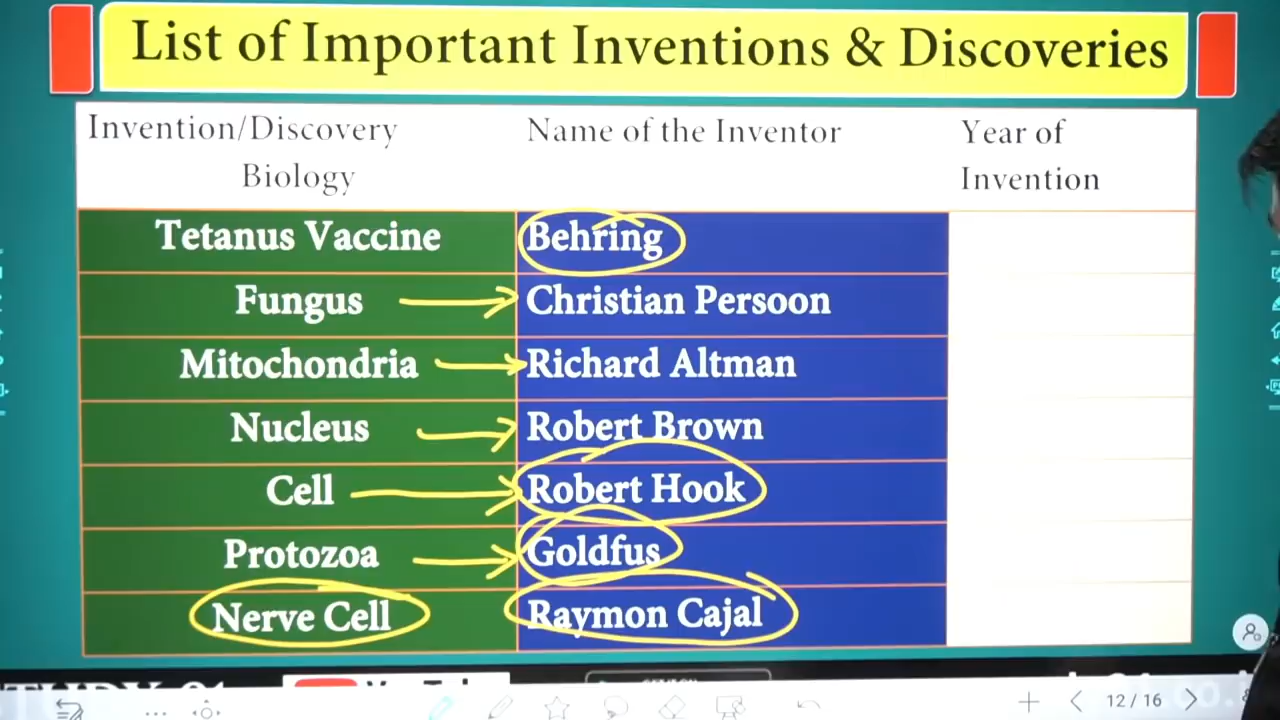 List of Important Inventions & Discoveries
Invention/Discovery Name of the Inventor Year of
Biology Invention
Tetanus Vaccine Behring
Fungus Christian Persoon
Mitochondria Richard Altman
Nucleus Robert Brown
Cell Robert Hook
Protozoa Goldfus
Nerve Cell Raymon Cajal
12 / 16